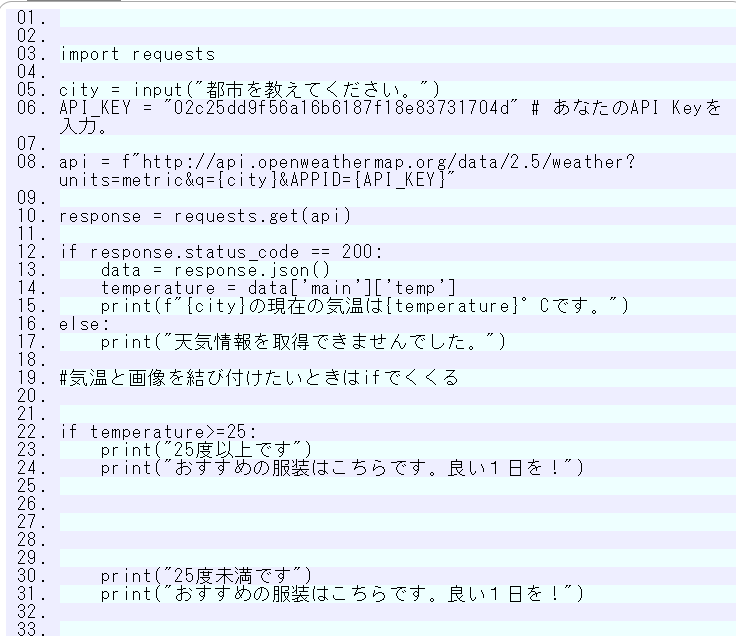 01.
02.
03. import requests
04.
05. city = input("都市を教えてください。")
06. API_KEY = "02c25dd9f56a16b6187f18e83731704d" # あなたのAPI Keyを
入力。
07.
08. api = f"http://api.openweathermap.org/data/2.5/weather?
units=metric&q={city}&APPID={API_KEY}"
09.
10. response = requests.get(api)
11.
12. if response.status_code == 200:
13.     data = response.json()
14.     temperature = data['main']['temp']
15.     print(f"{city}の現在の気温は{temperature}°Cです。")
16. else:
17.     print("天気情報を取得できませんでした。")
18.
19. #気温と画像を結び付けたいときはifでくくる
20.
21.
22. if temperature>=25:
23.     print("25度以上です")
24.     print("おすすめの服装はこちらです。良い１日を！")
25.
26.
27.
28.
29.
30.     print("25度未満です")
31.     print("おすすめの服装はこちらです。良い１日を！")
32.
33.